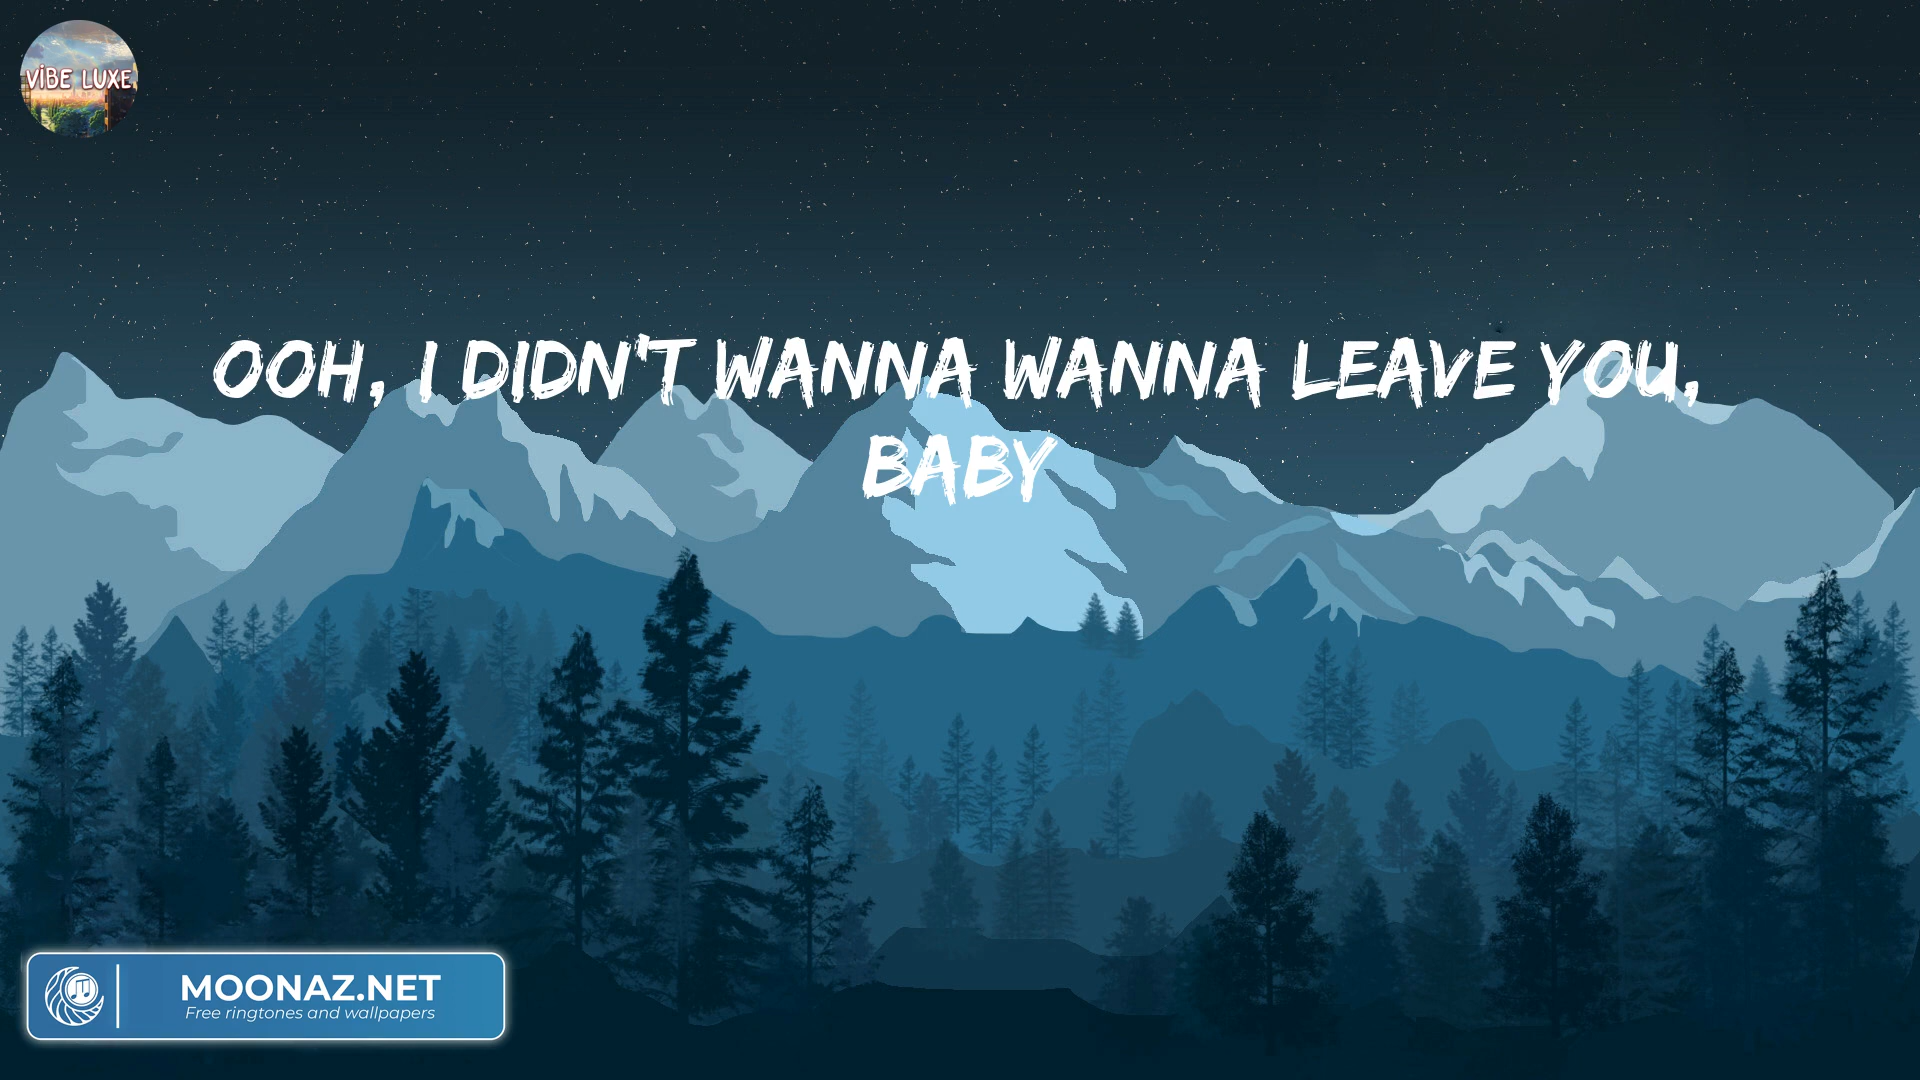 VIBE LUXE
OOH, I DIDN'T WANNA WANNA LEAVE YOU,
BABY
MOONAZ.NET
Free ringtones and wallpapers